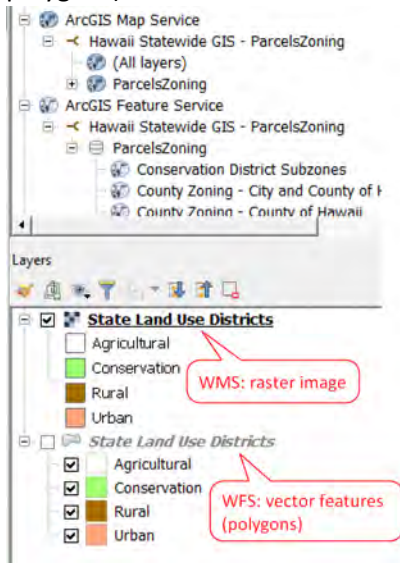 ArcGIS Map Service
Hawaii Statewide GIS - ParcelsZoning
(All layers)
ParcelsZoning
ArcGIS Feature Service
Hawaii Statewide GIS - ParcelsZoning
ParcelsZoning
Conservation District Subzones
County Zoning - City and County of H
County Zoning - County of Hawaii
Layers
State Land Use Districts
Agricultural
Conservation
WMS: raster image
Rural
Urban
State Land Use Districts
Agricultural
Conservation
WFS: vector features
(polygons)
Rural
Urban